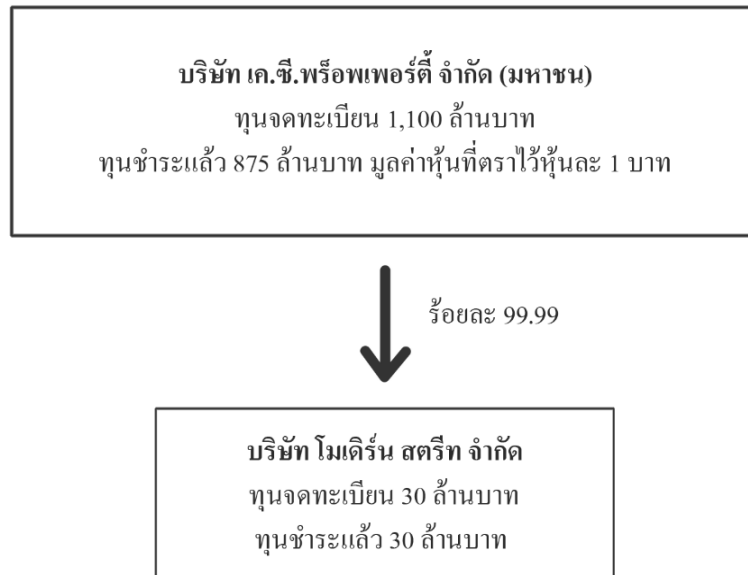 บริษัท เค.ซี.พร็อพเพอร์ตี้ จำกัด (มหาชน)
ทุนจดทะเบียน 1,100 ล้านบาท
ทุนชำระแล้ว 875 ล้านบาท มูลค่าหุ้นที่ตราไว้หุ้นละ 1 บาท
ร้อยละ 99.99
บริษัท โมเดิร์น สตรีท จำกัด
ทุนจดทะเบียน 30 ล้านบาท
ทุนชำระแล้ว 30 ล้านบาท